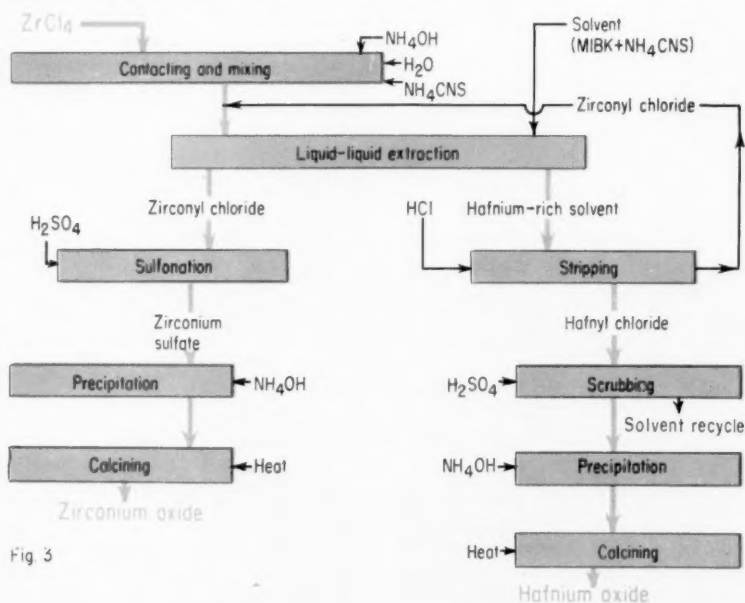 ZrCl4
Solvent
(MIBK+NH4CNS)
NH4OH
Contacting and mixing
H2O
NH4CNS
Zirconyl chloride
Liquid-liquid extraction
Zirconyl chloride
HCl
Hafnium-rich solvent
H2SO4
Sulfonation
Stripping
Zirconium
sulfate
Hafnyl chloride
Precipitation
NH4OH
H2SO4
Scrubbing
Solvent recycle
Calcining
Heat
NH4OH
Precipitation
Zirconium oxide
Fig. 3
Heat
Calcining
Hafnium oxide